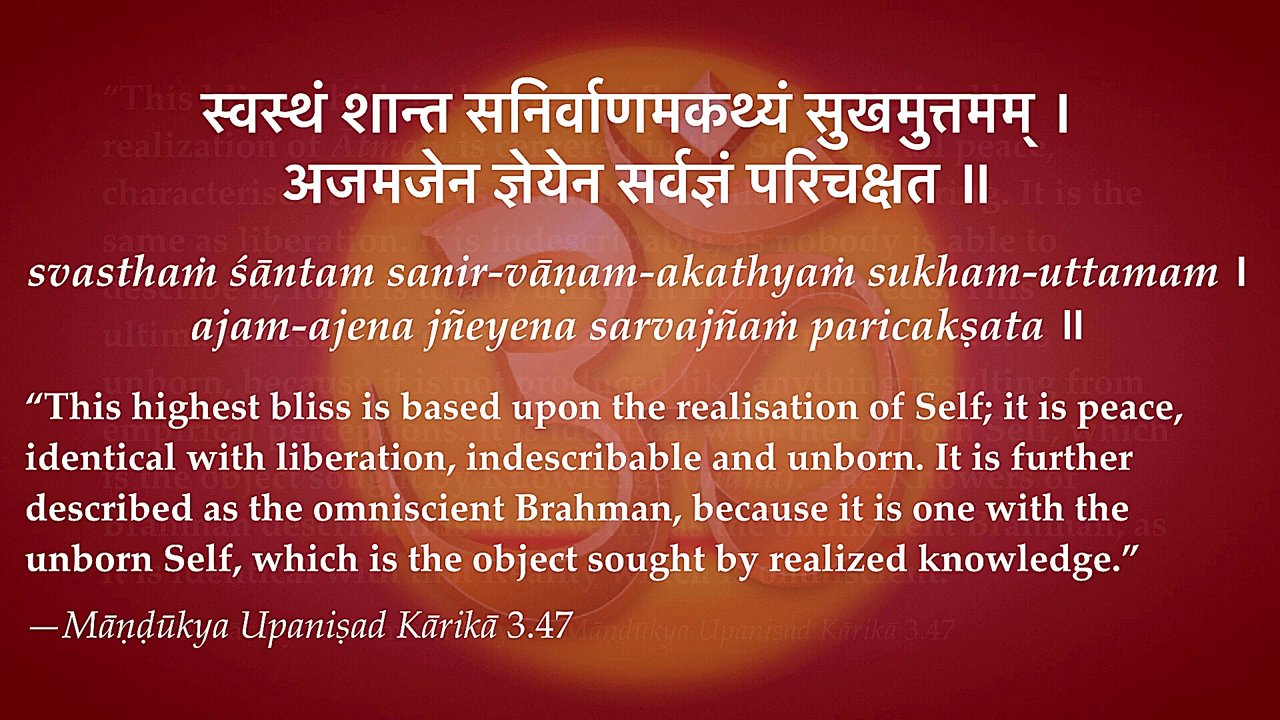 स्वस्थं शान्त सनिर्वाणमकथ्यं सुखमुत्तमम् ।
अजमजेन ज्ञेयेन सर्वज्ञं परिचक्षत ॥
svasthaṁ śāntam sanir-vāṇam-akathyaṁ sukham-uttamam ।
ajam-ajena jñeyena sarvajñaṁ paricakṣata ॥
“This highest bliss is based upon the realisation of Self; it is peace,
identical with liberation, indescribable and unborn. It is further
described as the omniscient Brahman, because it is one with the
unborn Self, which is the object sought by realized knowledge.”
—Māṇḍūkya Upaniṣad Kārikā 3.47